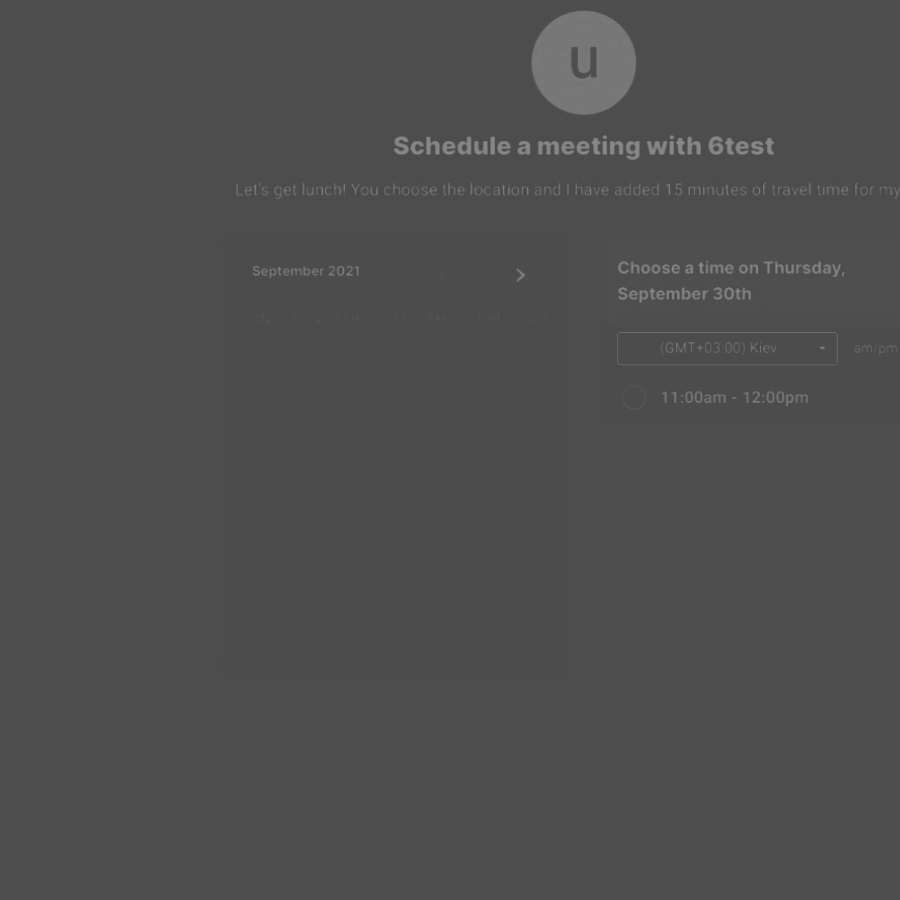 u
Schedule a meeting with 6test
Let's get lunch! You choose the location and I have added 15 minutes of travel time for my
September 2021
Choose a time on Thursday,
September 30th
(GMT+03:00) Kiev
am/pm
11:00am - 12:00pm